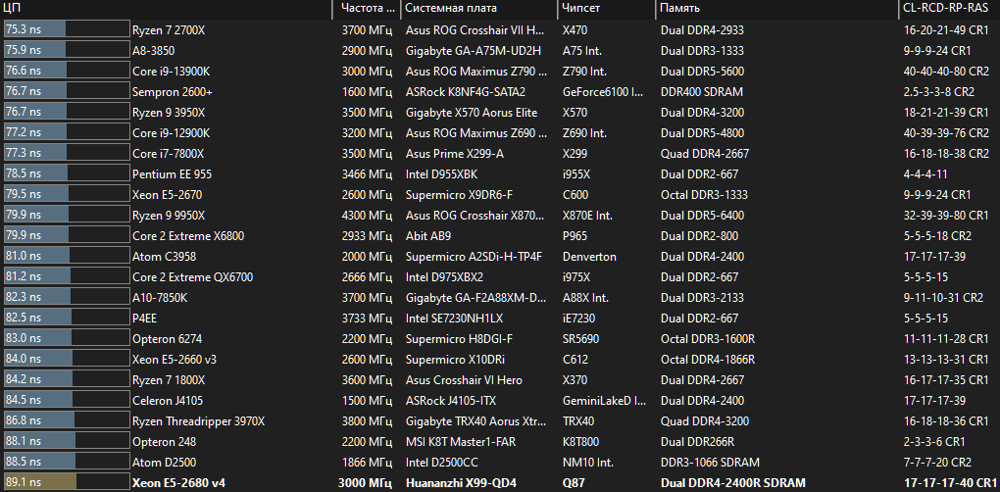 ЦП Частота ... Системная плата Чипсет Память CL-RCD-RP-RAS
75.3 ns Ryzen 7 2700X 3700 МГц Asus ROG Crosshair VII H... X470 Dual DDR4-2933 16-20-21-49 CR1
75.9 ns A8-3850 2900 МГц Gigabyte GA-A75M-UD2H A75 Int. Dual DDR3-1333 9-9-9-24 CR1
76.6 ns Core i9-13900K 3000 МГц Asus ROG Maximus Z790 ... Z790 Int. Dual DDR5-5600 40-40-40-80 CR2
76.7 ns Sempron 2600+ 1600 МГц ASRock K8NF4G-SATA2 GeForce6100 I... DDR400 SDRAM 2.5-3-3-8 CR2
76.7 ns Ryzen 9 3950X 3500 МГц Gigabyte X570 Aorus Elite X570 Dual DDR4-3200 18-21-21-39 CR1
77.2 ns Core i9-12900K 3200 МГц Asus ROG Maximus Z690 ... Z690 Int. Dual DDR5-4800 40-39-39-76 CR2
77.3 ns Core i7-7800X 3500 МГц Asus Prime X299-A X299 Quad DDR4-2667 16-18-18-38 CR2
78.5 ns Pentium EE 955 3466 МГц Intel D955XBK i955X Dual DDR2-667 4-4-4-11
79.5 ns Xeon E5-2670 2600 МГц Supermicro X9DR6-F C600 Octal DDR3-1333 9-9-9-24 CR1
79.9 ns Ryzen 9 9950X 4300 МГц Asus ROG Crosshair X870... X870E Int. Dual DDR5-6400 32-39-39-80 CR1
79.9 ns Core 2 Extreme X6800 2933 МГц Abit AB9 P965 Dual DDR2-800 5-5-5-18 CR2
81.0 ns Atom C3958 2000 МГц Supermicro A2SDi-H-TP4F Denverton Dual DDR4-2400 17-17-17-39
81.2 ns Core 2 Extreme QX6700 2666 МГц Intel D975XBX2 i975X Dual DDR2-667 5-5-5-15
82.3 ns A10-7850K 3700 МГц Gigabyte GA-F2A88XM-D... A88X Int. Dual DDR3-2133 9-11-10-31 CR2
82.5 ns P4EE 3733 МГц Intel SE7230NH1LX iE7230 Dual DDR2-667 5-5-5-15
83.0 ns Opteron 6274 2200 МГц Supermicro H8DGI-F SR5690 Octal DDR3-1600R 11-11-11-28 CR1
84.0 ns Xeon E5-2660 v3 2600 МГц Supermicro X10DRi C612 Octal DDR4-1866R 13-13-13-31 CR1
84.2 ns Ryzen 7 1800X 3600 МГц Asus Crosshair VI Hero X370 Dual DDR4-2667 16-17-17-35 CR1
84.5 ns Celeron J4105 1500 МГц ASRock J4105-ITX GeminiLakeD I... Dual DDR4-2400 17-17-17-39
86.8 ns Ryzen Threadripper 3970X 3800 МГц Gigabyte TRX40 Aorus Xtr... TRX40 Quad DDR4-3200 16-18-18-36 CR1
88.1 ns Opteron 248 2200 МГц MSI K8T Master1-FAR K8T800 Dual DDR266R 2-3-3-6 CR1
88.5 ns Atom D2500 1866 МГц Intel D2500CC NM10 Int. DDR3-1066 SDRAM 7-7-7-20 CR2
89.1 ns Xeon E5-2680 v4 3000 МГц Huananzhi X99-QD4 Q87 Dual DDR4-2400R SDRAM 17-17-17-40 CR1